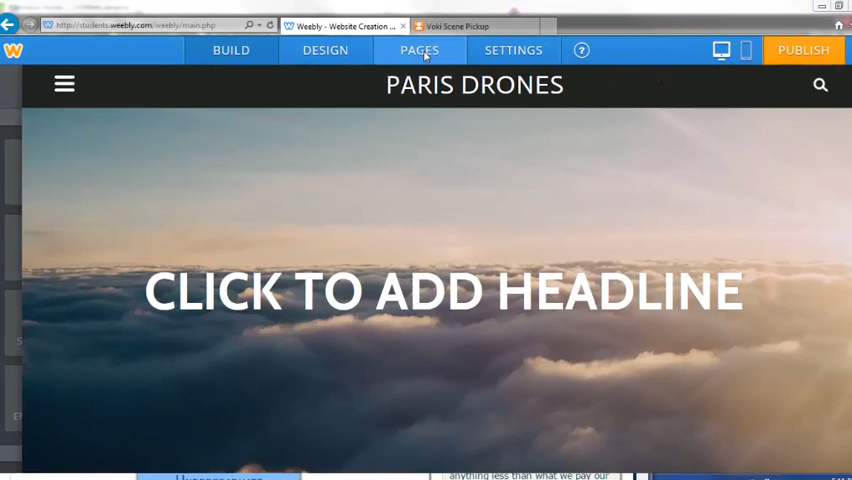 http://students.weebly.com/weebly/main.php
Weebly - Website Creation ...
Voki Scene Pickup
BUILD
DESIGN
PAGES
SETTINGS
?
PUBLISH
PARIS DRONES
CLICK TO ADD HEADLINE
anything less than what we pay our